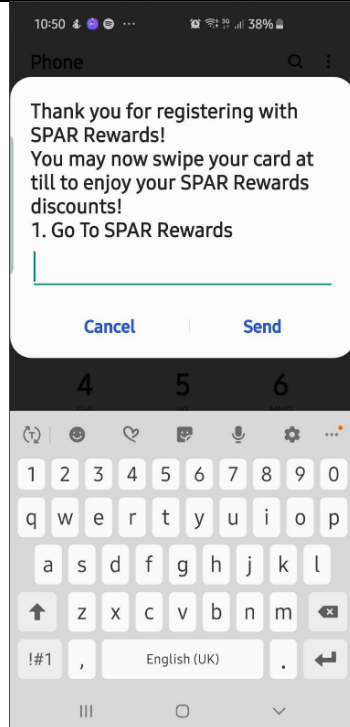 10:50
38%
Phone
Thank you for registering with
SPAR Rewards!
You may now swipe your card at
till to enjoy your SPAR Rewards
discounts!
1. Go To SPAR Rewards
Cancel Send
4 5 6
1 2 3 4 5 6 7 8 9 0
q w e r t y u i o p
a s d f g h j k l
z x c v b n m
!#1 , English (UK) .